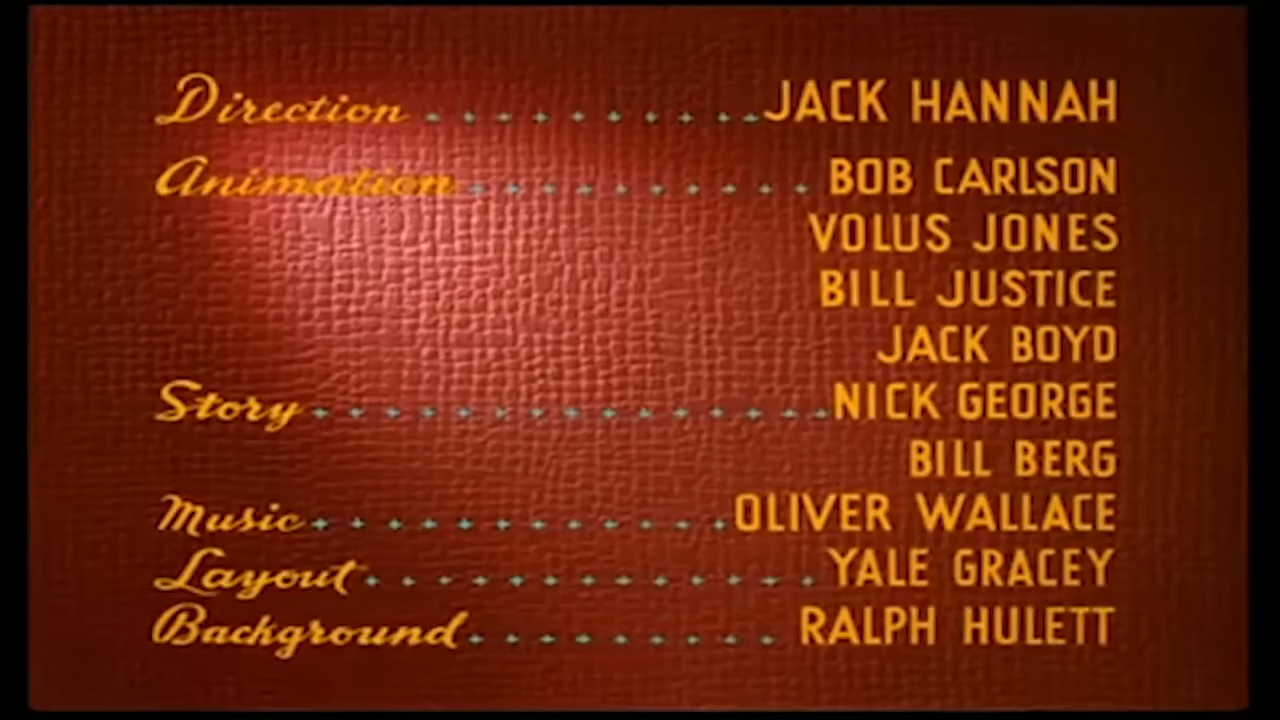 Direction . . . . . . . . . . JACK HANNAH
Animation . . . . . . . . . . BOB CARLSON
VOLUS JONES
BILL JUSTICE
JACK BOYD
Story . . . . . . . . . . . . . . NICK GEORGE
BILL BERG
Music . . . . . . . . . . . . OLIVER WALLACE
Layout . . . . . . . . . . . . . YALE GRACEY
Background . . . . . . . . . RALPH HULETT